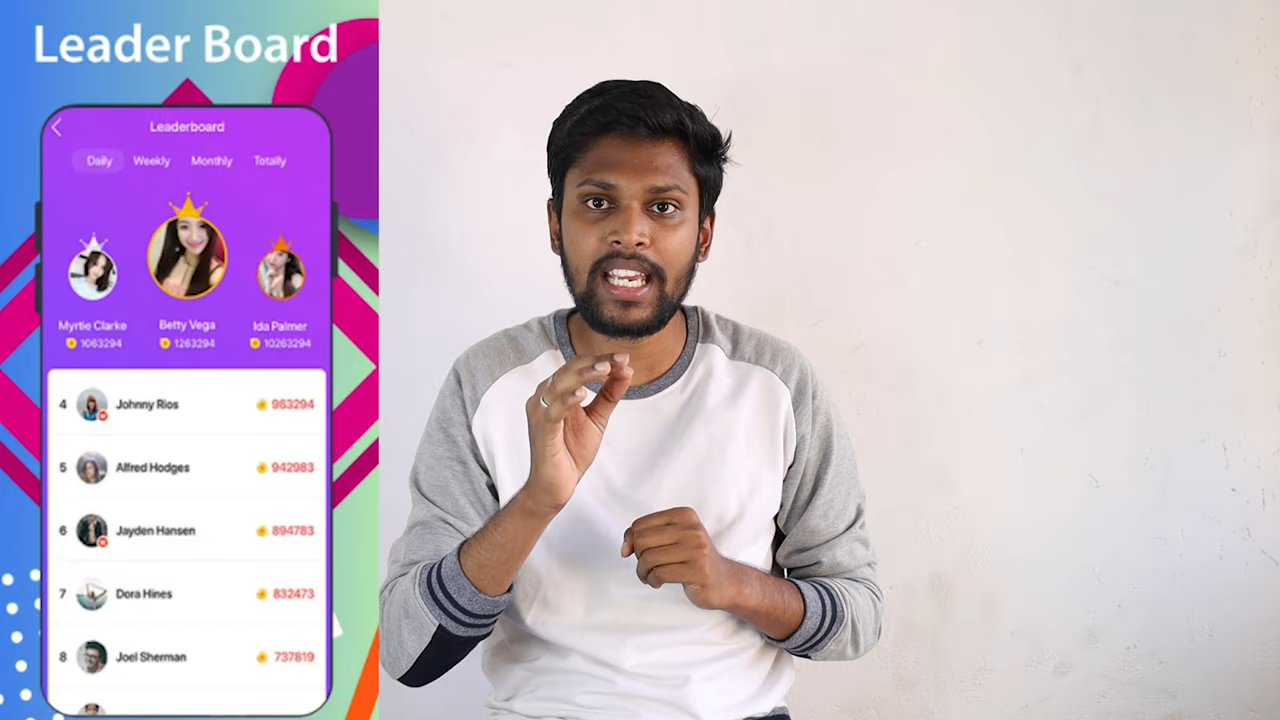 Leader Board
Leaderboard
Daily Weekly Monthly Totally
Myrtie Clarke Betty Vega Ida Palmer
1063294 1263294 10263294
4 Johnny Rios 963294
5 Alfred Hodges 942983
6 Jayden Hansen 894783
7 Dora Hines 832473
8 Joel Sherman 737819